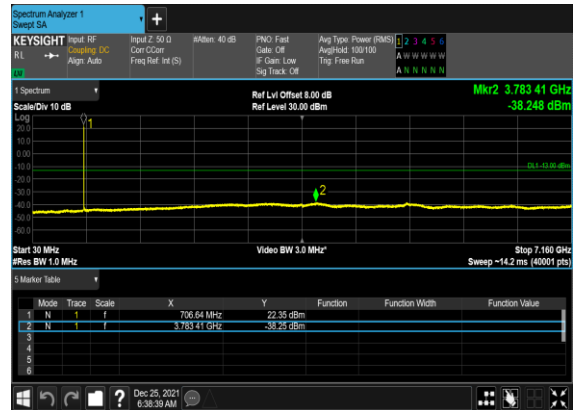 Spectrum Analyzer 1
Swept SA
KEYSIGHT Input: RF Input Z: 50 Ω #Atten: 40 dB PNO: Fast Avg Type: Power (RMS) 1 2 3 4 5 6
RL Coupling: DC Corr CCorr Gate: Off Avg|Hold: 100/100 A W W W W W
Align: Auto Freq Ref: Int (S) IF Gain: Low Trig: Free Run
Sig Track: Off A N N N N N
1 Spectrum Ref Lvl Offset 8.00 dB Mkr2 3.783 41 GHz
Scale/Div 10 dB Ref Level 30.00 dBm -38.248 dBm
Log
1
20.0
10.0
0.00
-10.0
DL1 -13.00 dBm
-20.0
-30.0
2
-40.0
-50.0
-60.0
Start 30 MHz Video BW 3.0 MHz* Stop 7.160 GHz
#Res BW 1.0 MHz Sweep ~14.2 ms (40001 pts)
5 Marker Table
Mode Trace Scale X Y Function Function Width Function Value
1 N 1 f 706.64 MHz 22.35 dBm
2 N 1 f 3.783 41 GHz -38.25 dBm
3
4
5
6
? Dec 25, 2021
6:38:39 AM